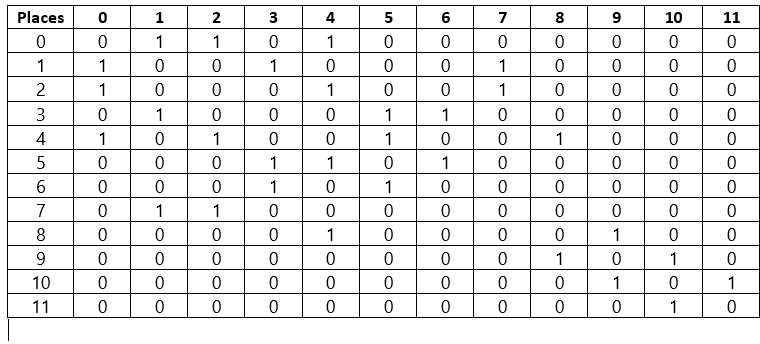 Places 0 1 2 3 4 5 6 7 8 9 10 11
0 0 1 1 0 1 0 0 0 0 0 0 0
1 1 0 0 1 0 0 0 1 0 0 0 0
2 1 0 0 0 1 0 0 1 0 0 0 0
3 0 1 0 0 0 1 1 0 0 0 0 0
4 1 0 1 0 0 1 0 0 1 0 0 0
5 0 0 0 1 1 0 1 0 0 0 0 0
6 0 0 0 1 0 1 0 0 0 0 0 0
7 0 1 1 0 0 0 0 0 0 0 0 0
8 0 0 0 0 1 0 0 0 0 1 0 0
9 0 0 0 0 0 0 0 0 1 0 1 0
10 0 0 0 0 0 0 0 0 0 1 0 1
11 0 0 0 0 0 0 0 0 0 0 1 0